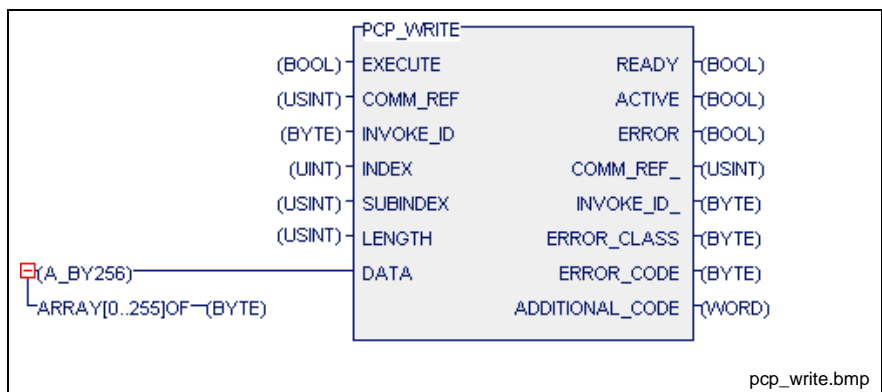 PCP_WRITE
(BOOL) EXECUTE READY (BOOL)
(USINT) COMM_REF ACTIVE (BOOL)
(BYTE) INVOKE_ID ERROR (BOOL)
(UINT) INDEX COMM_REF_ (USINT)
(USINT) SUBINDEX INVOKE_ID_ (BYTE)
(USINT) LENGTH ERROR_CLASS (BYTE)
(A_BY256) DATA ERROR_CODE (BYTE)
ARRAY[0..255]OF (BYTE) ADDITIONAL_CODE (WORD)
pcp_write.bmp